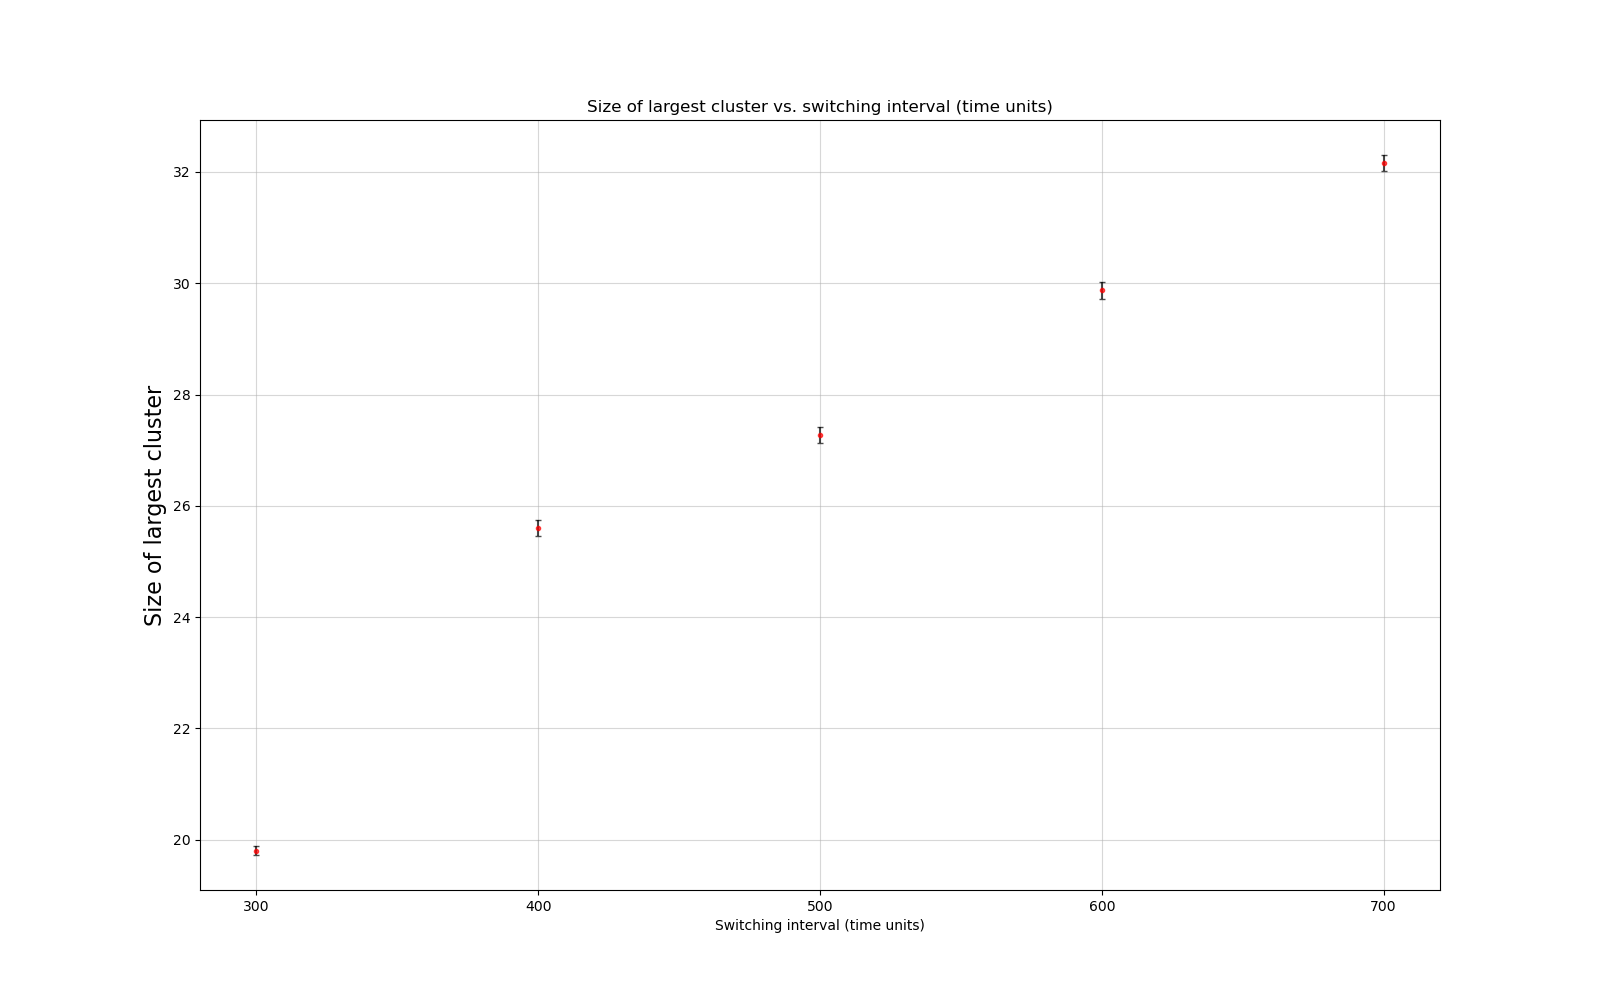 Size of largest cluster vs. switching interval (time units)
Size of largest cluster
32
30
28
26
24
22
20
300 400 500 600 700
Switching interval (time units)